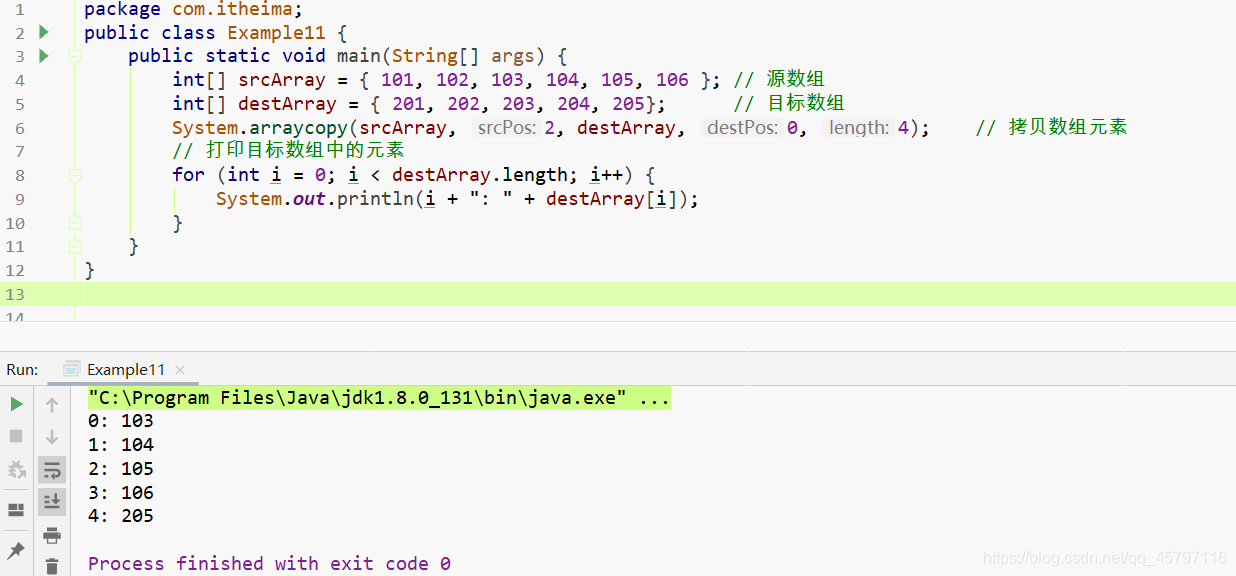 1 package com.itheima;
2 public class Example11 {
3 public static void main(String[] args) {
4 int[] srcArray = { 101, 102, 103, 104, 105, 106 }; // 源数组
5 int[] destArray = { 201, 202, 203, 204, 205}; // 目标数组
6 System.arraycopy(srcArray, srcPos: 2, destArray, destPos: 0, length: 4); // 拷贝数组元素
7 // 打印目标数组中的元素
8 for (int i = 0; i < destArray.length; i++) {
9 System.out.println(i + ": " + destArray[i]);
10 }
11 }
12 }
13
14
Run: Example11
"C:\Program Files\Java\jdk1.8.0_131\bin\java.exe" ...
0: 103
1: 104
2: 105
3: 106
4: 205
Process finished with exit code 0
https://blog.csdn.net/qq_45797116